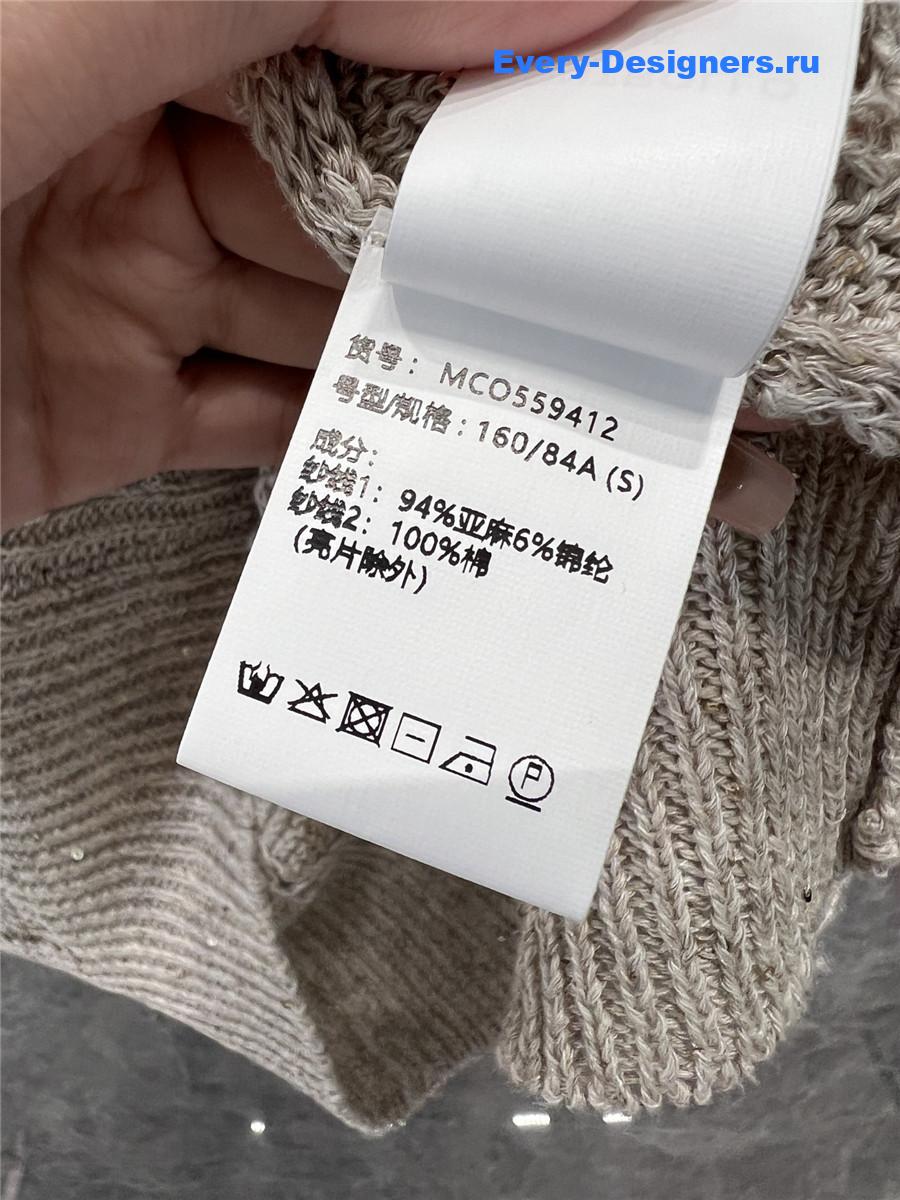 Every-Designers.ru
货号: MCO559412
号型/规格: 160/84A (S)
成分:
纱线1: 94%亚麻6%锦纶
纱线2: 100%棉
(亮片除外)
P